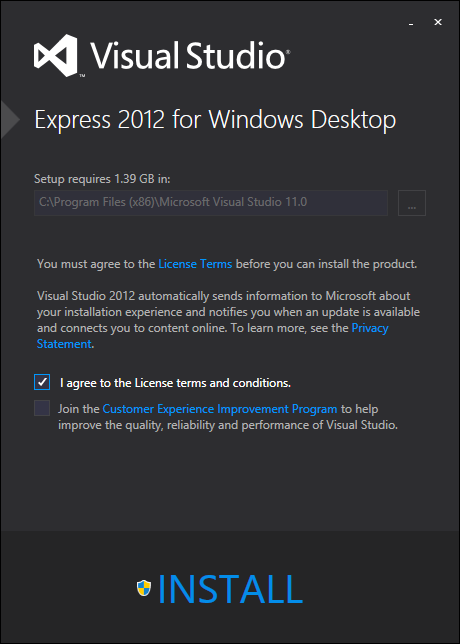 Visual Studio
Express 2012 for Windows Desktop
Setup requires 1.39 GB in:
C:\Program Files (x86)\Microsoft Visual Studio 11.0
...
You must agree to the License Terms before you can install the product.
Visual Studio 2012 automatically sends information to Microsoft about
your installation experience and notifies you when an update is available
and connects you to content online. To learn more, see the Privacy
Statement.
I agree to the License terms and conditions.
Join the Customer Experience Improvement Program to help
improve the quality, reliability and performance of Visual Studio.
INSTALL